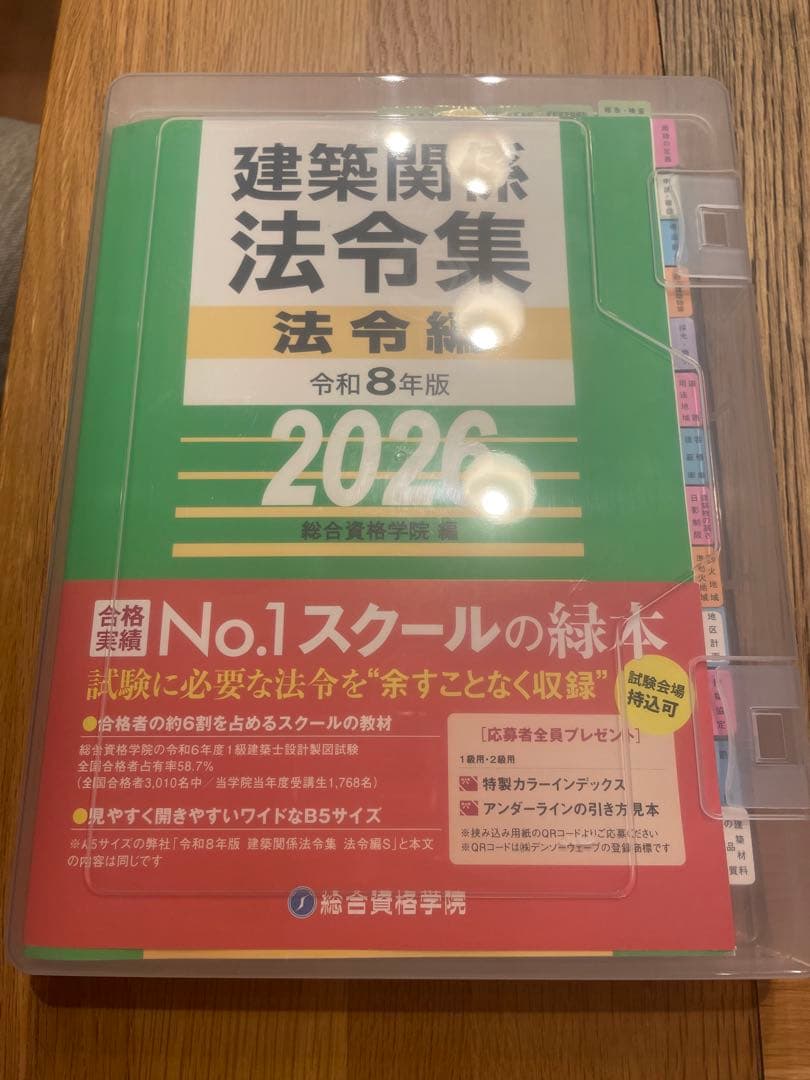 建築関係
法令集
法令編
令和8年版
2026
総合資格学院 編
合格
実績
No.1スクールの緑本
試験に必要な法令を“余すことなく収録”
試験会場
持込可
●合格者の約6割を占めるスクールの教材
総合資格学院の令和6年度1級建築士設計製図試験
全国合格者占有率58.7%
(全国合格者3,010名中/当学院当年度受講生1,768名)
●見やすく開きやすいワイドなB5サイズ
※A5サイズの弊社「令和8年版 建築関係法令集 法令編S」と本文
の内容は同じです
[応募者全員プレゼント]
1級用・2級用
特製カラーインデックス
アンダーラインの引き方見本
※挟み込み用紙のQRコードよりご応募ください
※QRコードは㈱デンソーウェーブの登録商標です
総合資格学院
用語の定義
日影制限
地区計画